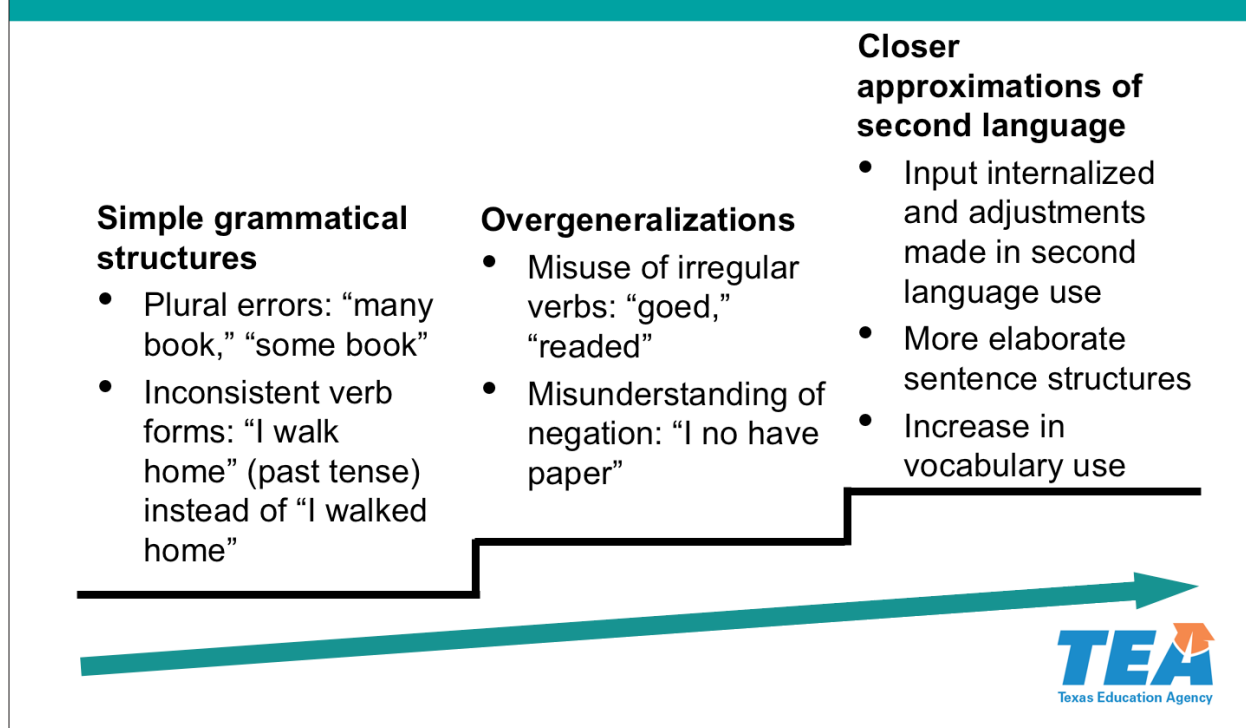 Simple grammatical
structures
• Plural errors: “many
book,” “some book”
• Inconsistent verb
forms: “I walk
home” (past tense)
instead of “I walked
home”
Overgeneralizations
• Misuse of irregular
verbs: “goed,”
“readed”
• Misunderstanding of
negation: “I no have
paper”
Closer
approximations of
second language
• Input internalized
and adjustments
made in second
language use
• More elaborate
sentence structures
• Increase in
vocabulary use
TEA
Texas Education Agency